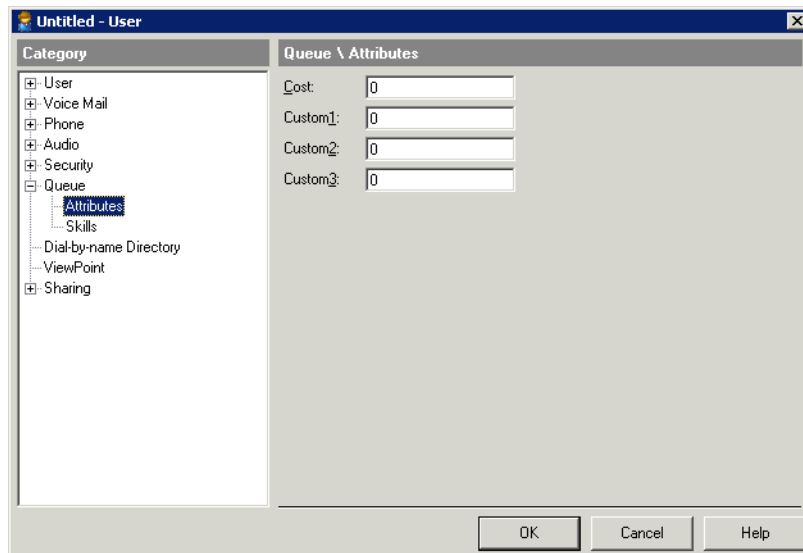 Untitled - User
Category
Queue \ Attributes
User
Voice Mail
Phone
Audio
Security
Queue
Attributes
Skills
Dial-by-name Directory
ViewPoint
Sharing
Cost: 0
Custom1: 0
Custom2: 0
Custom3: 0
OK Cancel Help